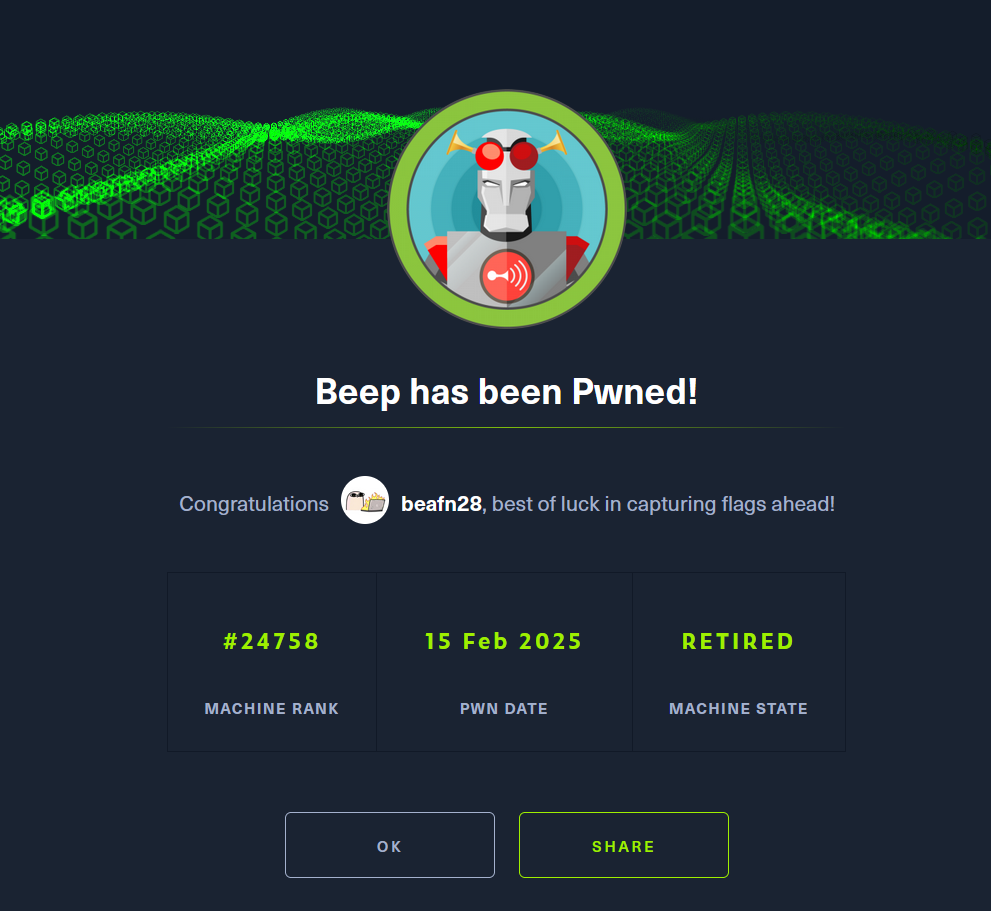 Beep has been Pwned!
Congratulations beafn28, best of luck in capturing flags ahead!
#24758
MACHINE RANK
15 Feb 2025
PWN DATE
RETIRED
MACHINE STATE
OK
SHARE